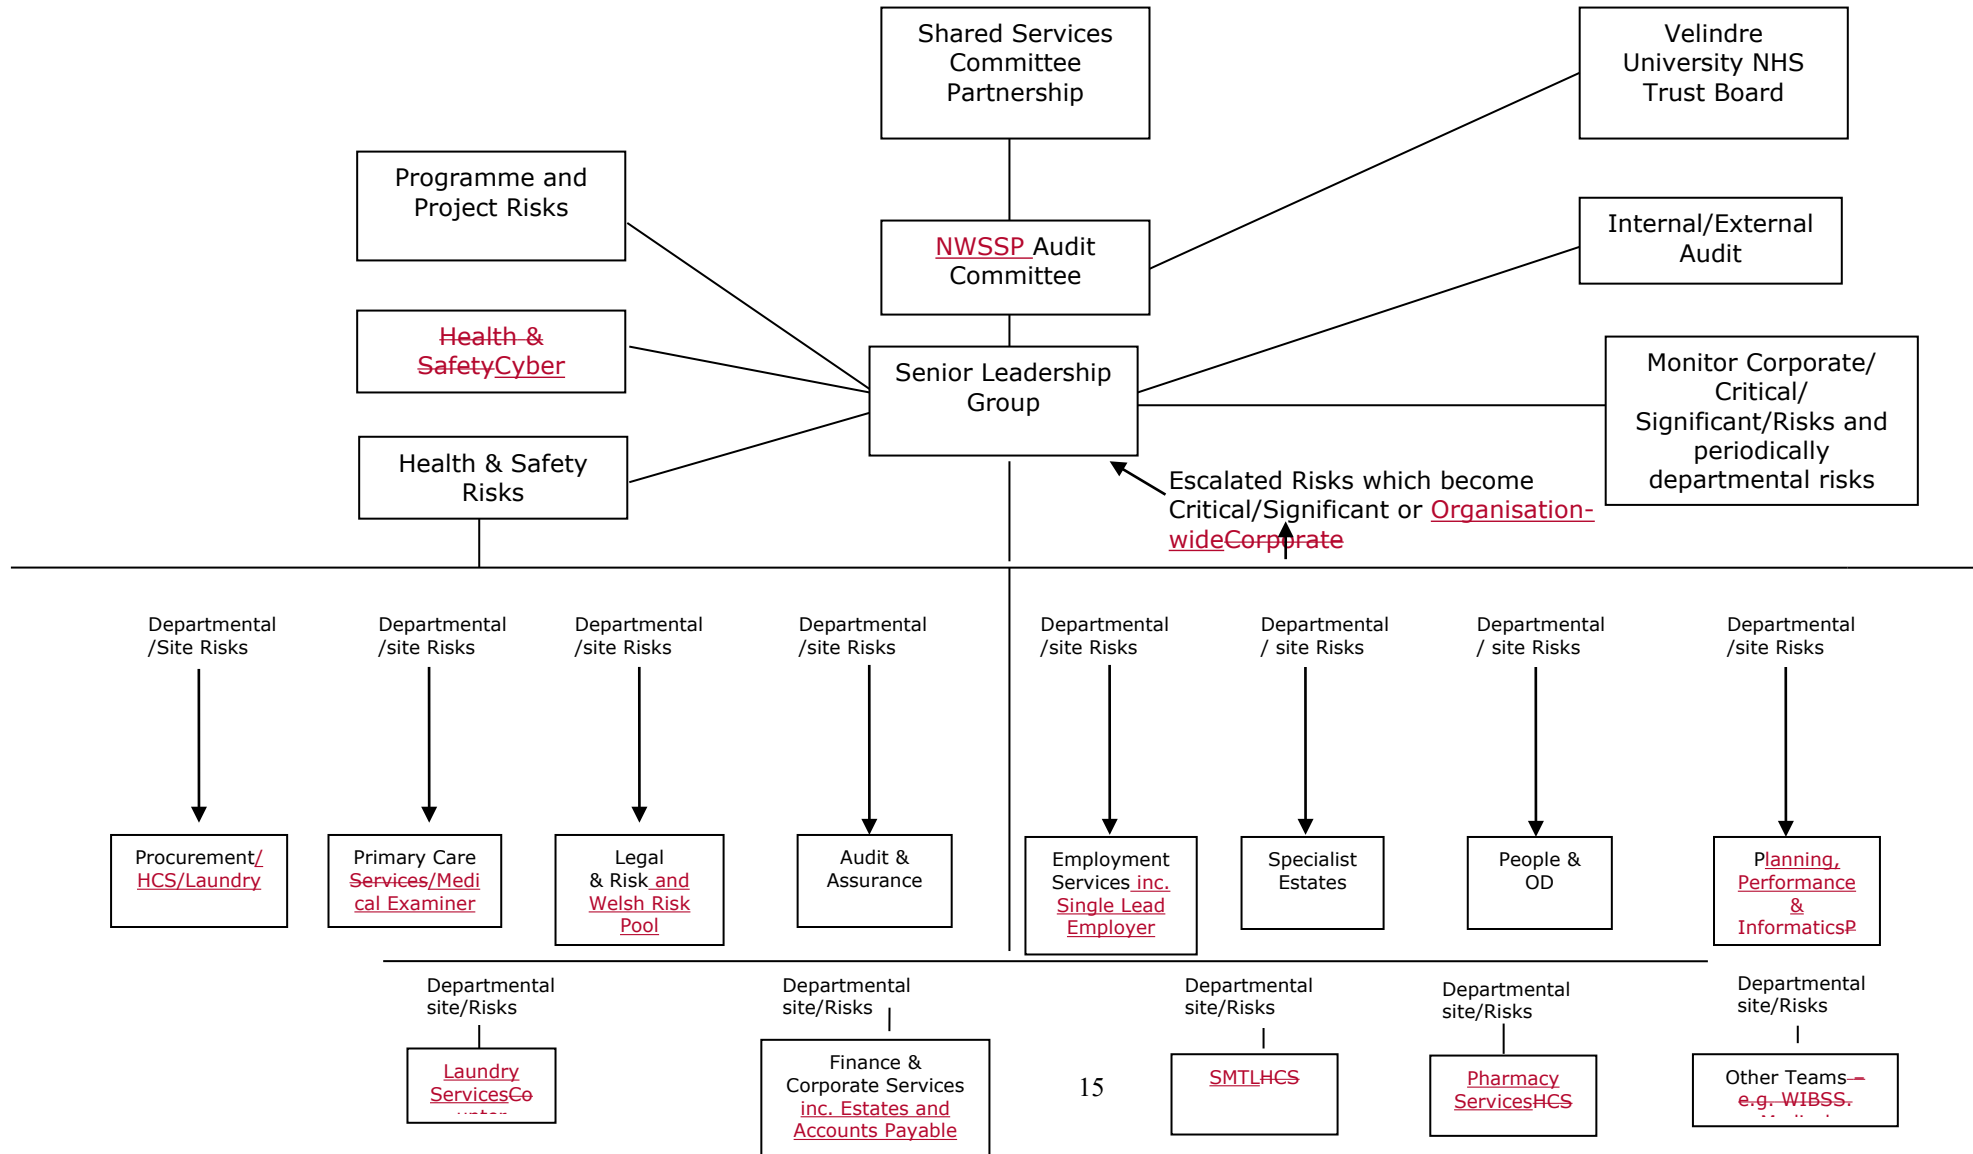 Shared Services
Committee
Partnership
Velindre
University NHS
Trust Board
Programme and
Project Risks
NWSSP Audit
Committee
Internal/External
Audit
Health &
SafetyCyber
Senior Leadership
Group
Monitor Corporate/
Critical/
Significant/Risks and
periodically
departmental risks
Health & Safety
Risks
Escalated Risks which become
Critical/Significant or Organisation-
wideCorporate
Departmental
/Site Risks
Departmental
/site Risks
Departmental
/site Risks
Departmental
/site Risks
Departmental
/site Risks
Departmental
/ site Risks
Departmental
/ site Risks
Departmental
/site Risks
Procurement/
HCS/Laundry
Primary Care
Services/Medi
cal Examiner
Legal
& Risk and
Welsh Risk
Pool
Audit &
Assurance
Employment
Services inc.
Single Lead
Employer
Specialist
Estates
People &
OD
Planning,
Performance
&
InformaticsP
Departmental
site/Risks
Departmental
site/Risks
Departmental
site/Risks
Departmental
site/Risks
Departmental
site/Risks
Laundry
ServicesCo
Finance &
Corporate Services
inc. Estates and
Accounts Payable
SMTLHCS
Pharmacy
ServicesHCS
Other Teams –
e.g. WIBSS.
15